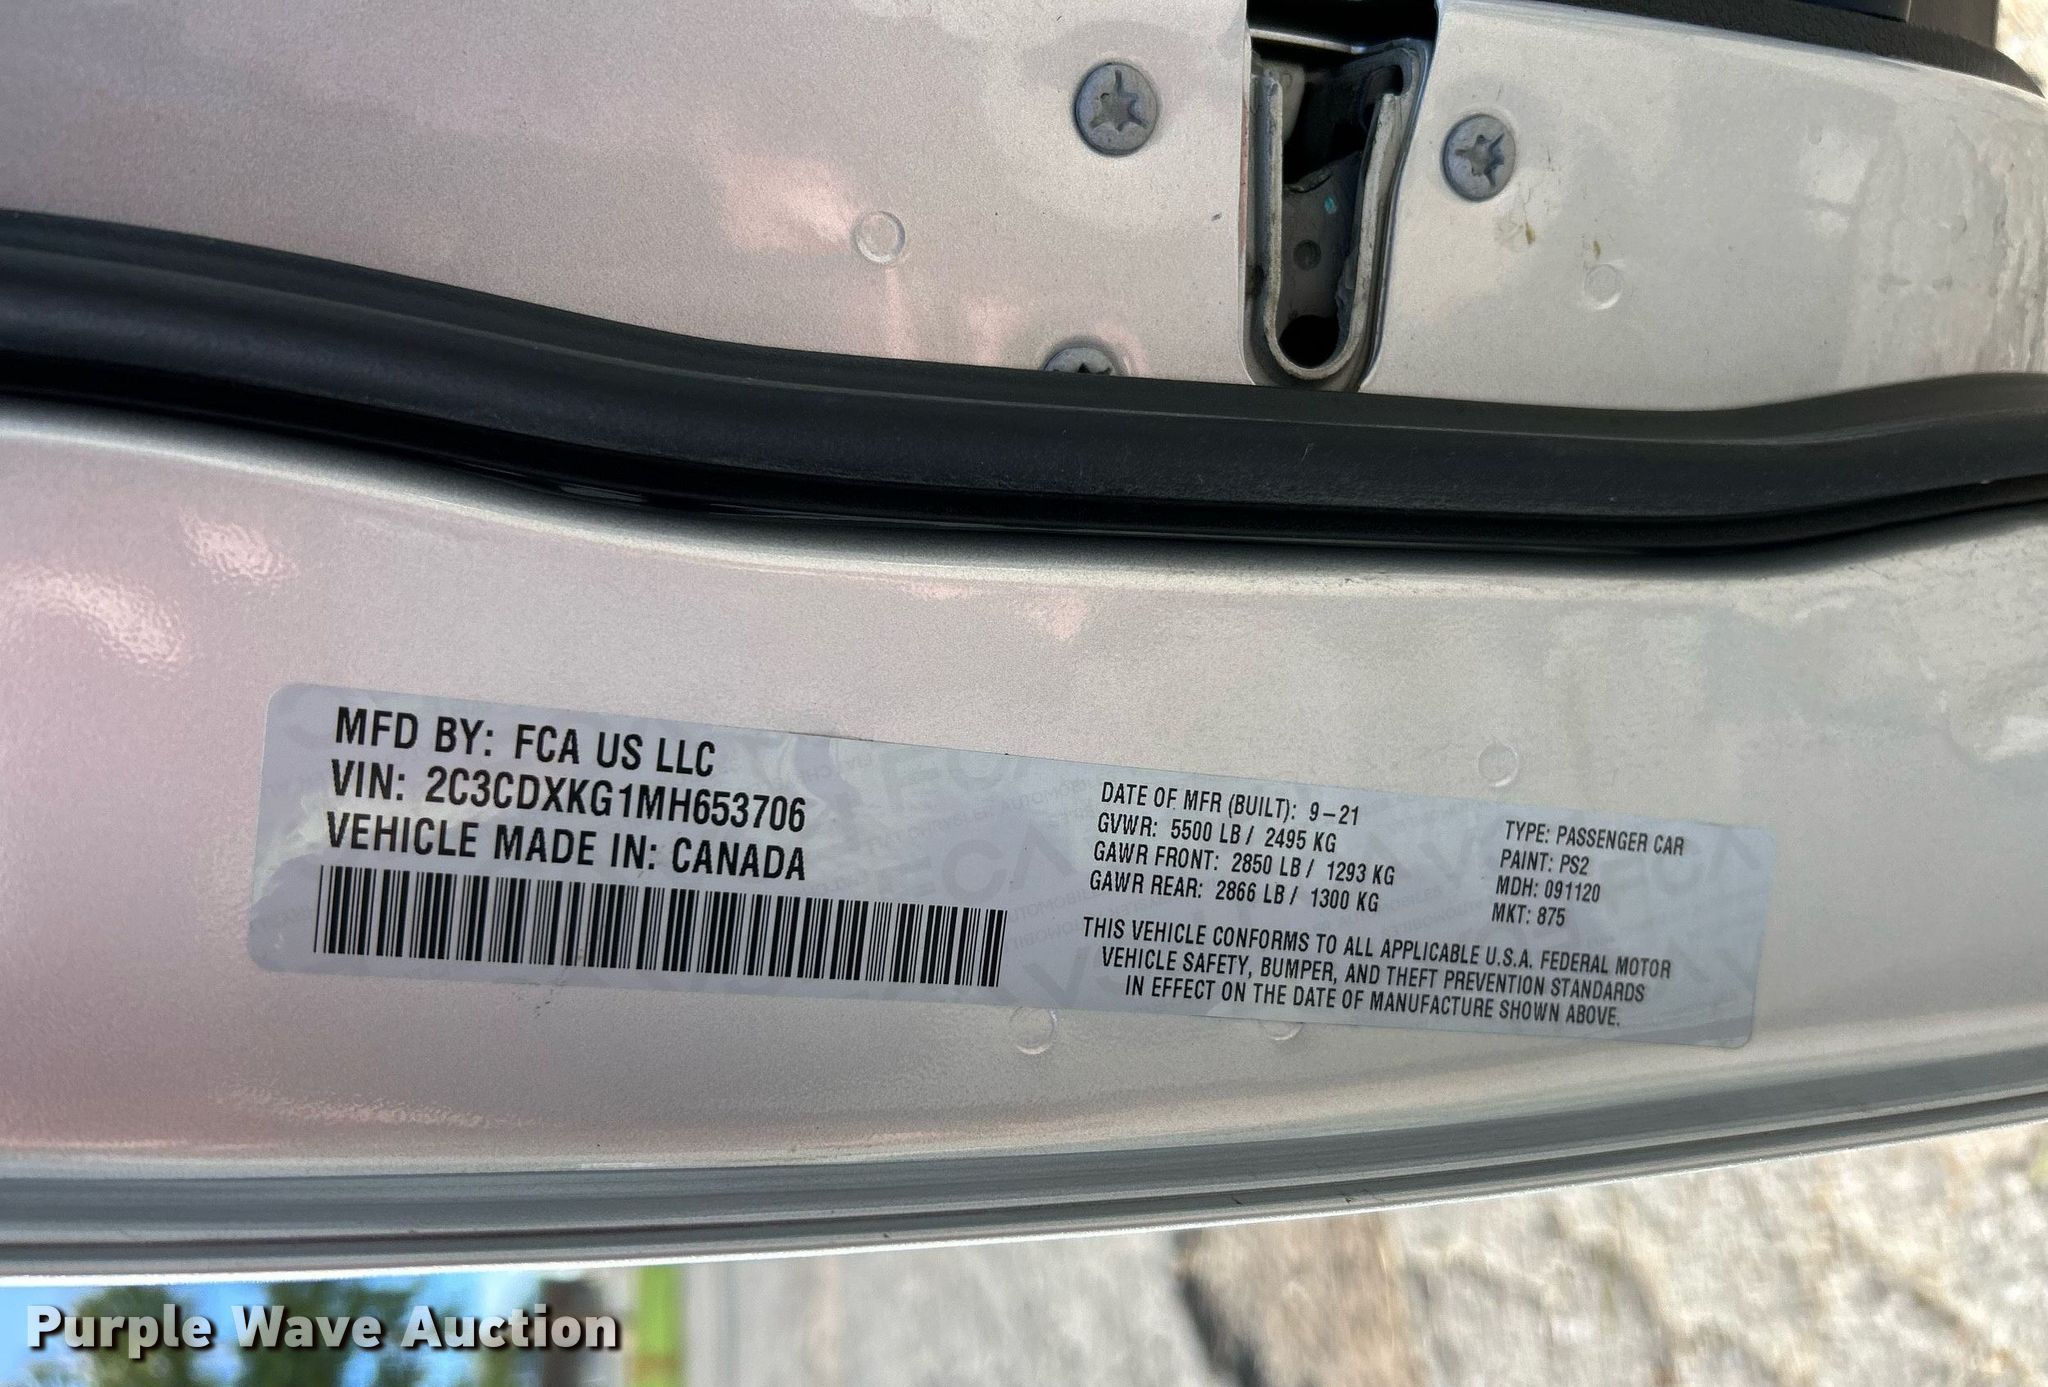 MFD BY: FCA US LLC
VIN: 2C3CDXKG1MH653706
VEHICLE MADE IN: CANADA
DATE OF MFR (BUILT): 9-21
GVWR: 5500 LB / 2495 KG
GAWR FRONT: 2850 LB / 1293 KG
GAWR REAR: 2866 LB / 1300 KG
TYPE: PASSENGER CAR
PAINT: PS2
MDH: 091120
MKT: 875
THIS VEHICLE CONFORMS TO ALL APPLICABLE U.S.A. FEDERAL MOTOR
VEHICLE SAFETY, BUMPER, AND THEFT PREVENTION STANDARDS
IN EFFECT ON THE DATE OF MANUFACTURE SHOWN ABOVE.
Purple Wave Auction